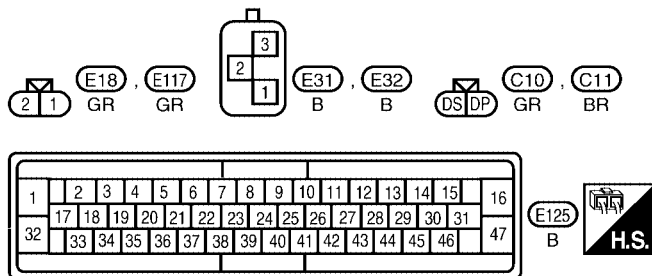 3
2
1
2 1
E18 , E117
GR GR
E31 , E32
B B
DS DP
C10 , C11
GR BR
1 2 3 4 5 6 7 8 9 10 11 12 13 14 15 16
17 18 19 20 21 22 23 24 25 26 27 28 29 30 31
32 33 34 35 36 37 38 39 40 41 42 43 44 45 46 47
E125
B
H.S.